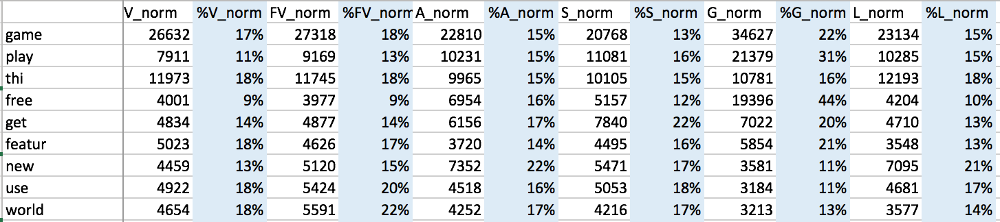 V_norm %V_norm FV_norm %FV_norm A_norm %A_norm S_norm %S_norm G_norm %G_norm L_norm %L_norm
game 26632 17% 27318 18% 22810 15% 20768 13% 34627 22% 23134 15%
play 7911 11% 9169 13% 10231 15% 11081 16% 21379 31% 10285 15%
thi 11973 18% 11745 18% 9965 15% 10105 15% 10781 16% 12193 18%
free 4001 9% 3977 9% 6954 16% 5157 12% 19396 44% 4204 10%
get 4834 14% 4877 14% 6156 17% 7840 22% 7022 20% 4710 13%
featur 5023 18% 4626 17% 3720 14% 4495 16% 5854 21% 3548 13%
new 4459 13% 5120 15% 7352 22% 5471 17% 3581 11% 7095 21%
use 4922 18% 5424 20% 4518 16% 5053 18% 3184 11% 4681 17%
world 4654 18% 5591 22% 4252 17% 4216 17% 3213 13% 3577 14%